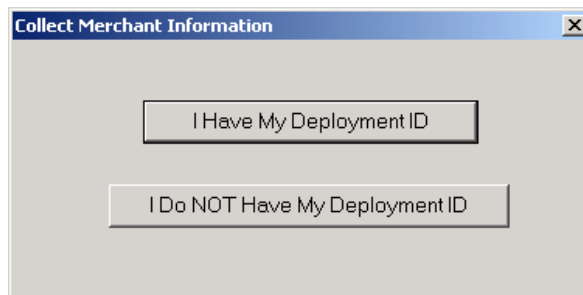 Collect Merchant Information
I Have My Deployment ID
I Do NOT Have My Deployment ID